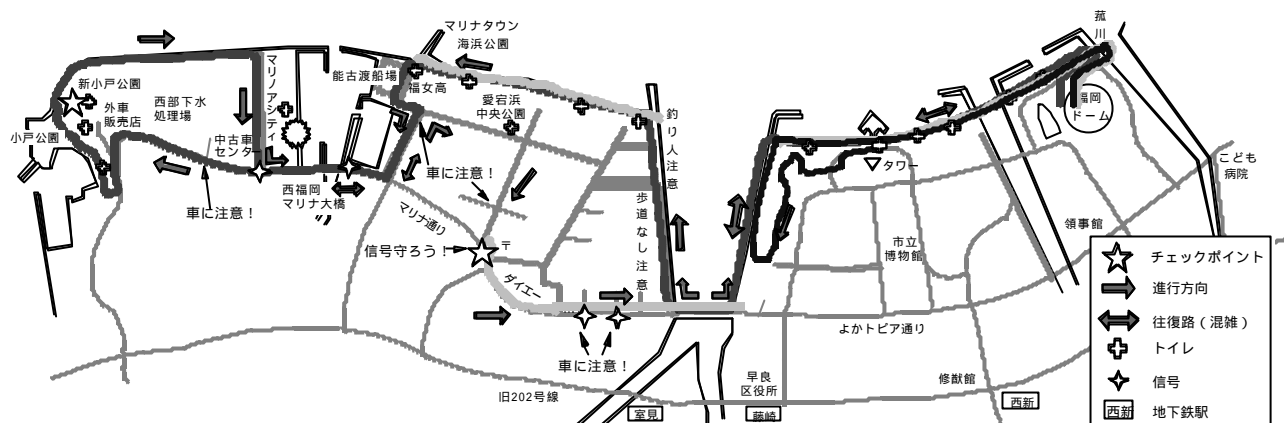 マリナタウン
海浜公園
菰
川
新小戸公園
外車
販売店
小戸公園
西部下水
処理場
マリノアシティ
中古車
センター
車に注意！
西福岡
マリナ大橋
能古渡船場
福女高
愛宕浜
中央公園
車に注意！
マリナ通り
信号守ろう！
〒
ダイエー
車に注意！
釣り人注意
歩道なし注意
旧202号線
室見
早良
区役所
藤崎
タワー
福岡
ドーム
こども
病院
領事館
市立
博物館
よかトピア通り
修猷館
西新
チェックポイント
進行方向
往復路（混雑）
トイレ
信号
西新 地下鉄駅